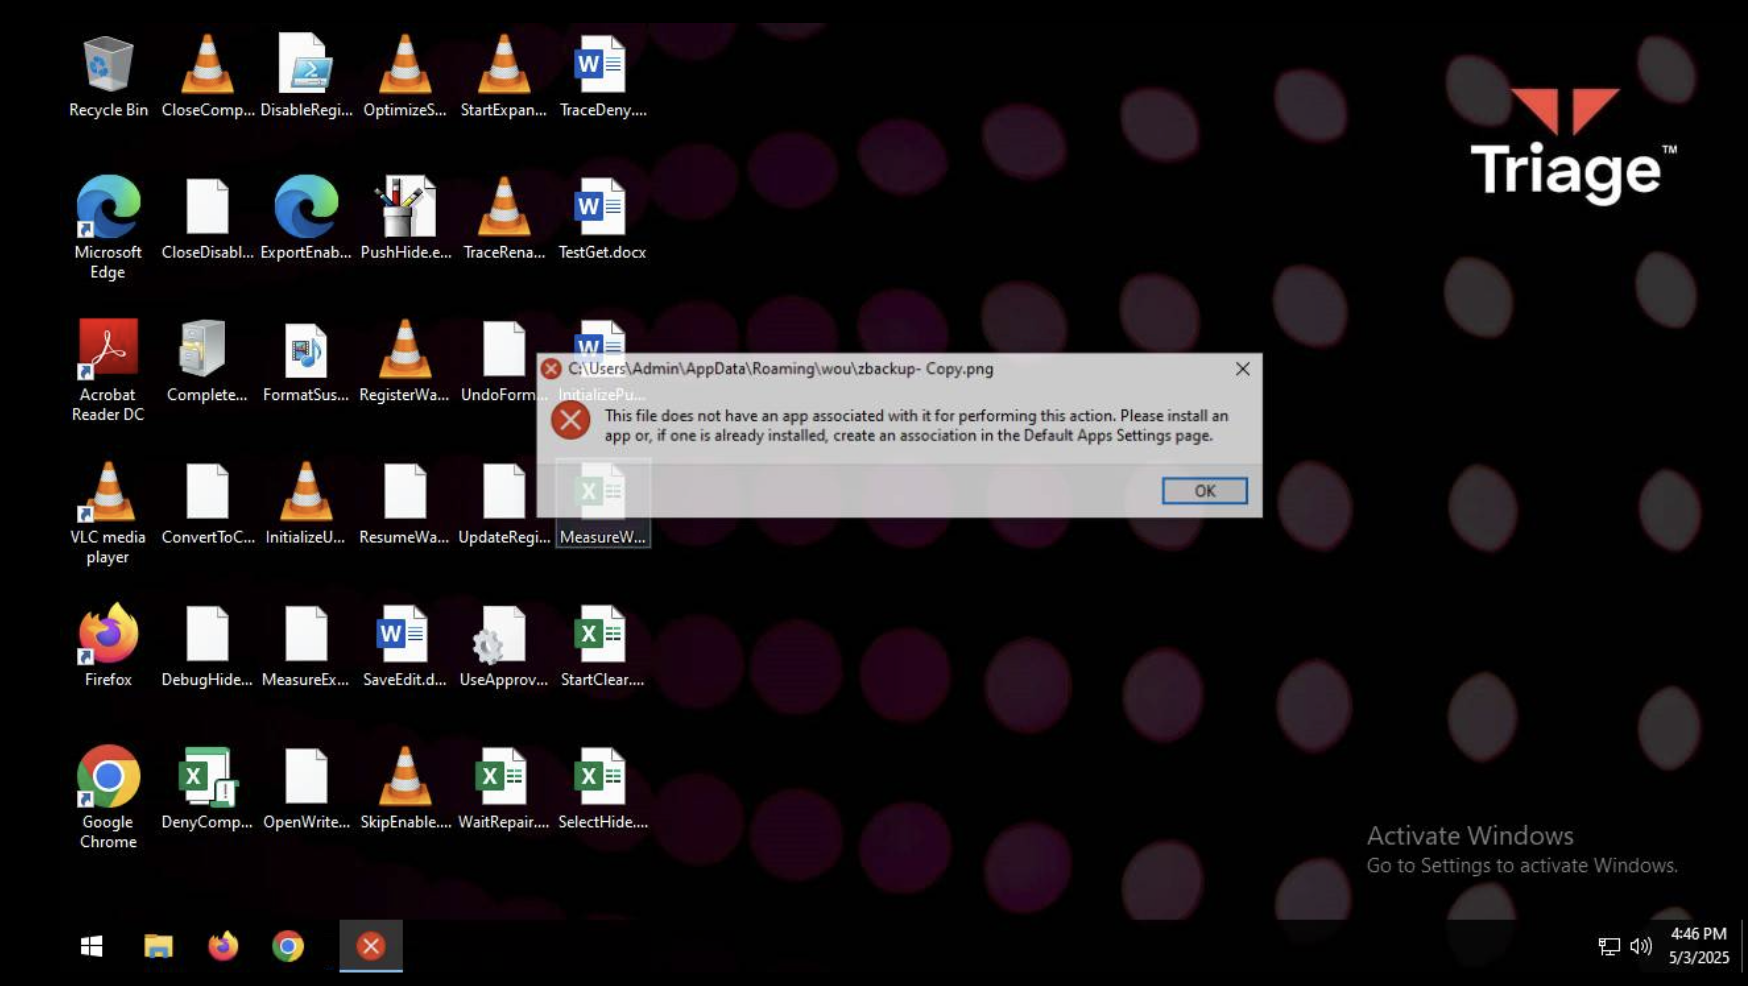 Recycle Bin
CloseComp...
DisableRegi...
OptimizeS...
StartExpan...
TraceDeny....
Triage™
Microsoft
Edge
CloseDisabl...
ExportEnab...
PushHide.e...
TraceRena...
TestGet.docx
Acrobat
Reader DC
Complete...
FormatSus...
RegisterWa...
UndoForm...
InitializePu...
C:\Users\Admin\AppData\Roaming\wou\zbackup- Copy.png
This file does not have an app associated with it for performing this action. Please install an
app or, if one is already installed, create an association in the Default Apps Settings page.
OK
VLC media
player
ConvertToC...
InitializeU...
ResumeWa...
UpdateRegi...
MeasureW...
Firefox
DebugHide...
MeasureEx...
SaveEdit.d...
UseApprov...
StartClear....
Google
Chrome
DenyComp...
OpenWrite...
SkipEnable....
WaitRepair....
SelectHide....
Activate Windows
Go to Settings to activate Windows.
4:46 PM
5/3/2025